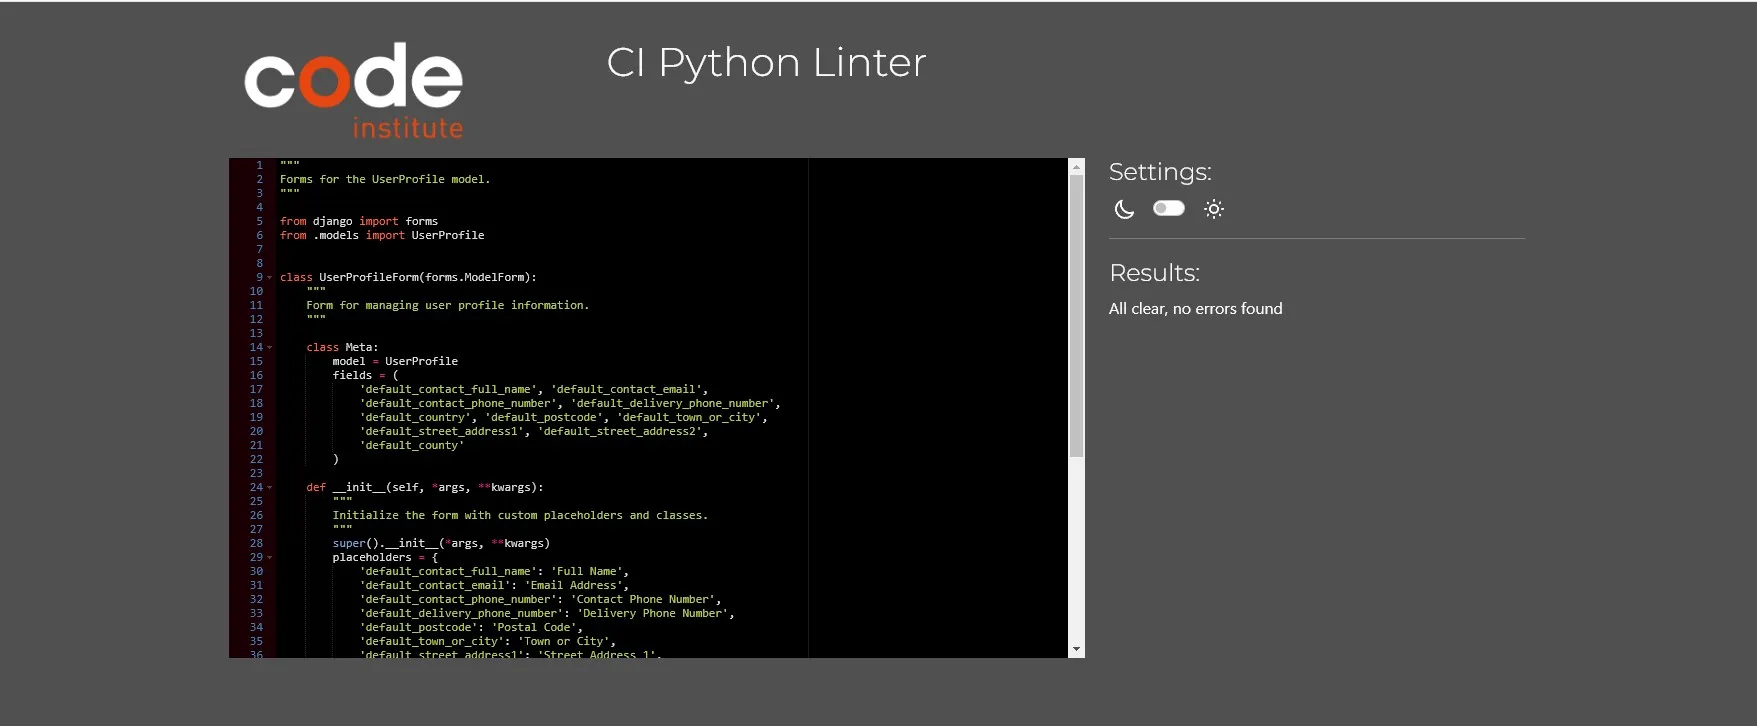 code
institute
CI Python Linter
1 """
2 Forms for the UserProfile model.
3 """
4
5 from django import forms
6 from .models import UserProfile
7
8
9 class UserProfileForm(forms.ModelForm):
10     """
11     Form for managing user profile information.
12     """
13
14     class Meta:
15         model = UserProfile
16         fields = (
17             'default_contact_full_name', 'default_contact_email',
18             'default_contact_phone_number', 'default_delivery_phone_number',
19             'default_country', 'default_postcode', 'default_town_or_city',
20             'default_street_address1', 'default_street_address2',
21             'default_county'
22         )
23
24     def __init__(self, *args, **kwargs):
25         """
26         Initialize the form with custom placeholders and classes.
27         """
28         super().__init__(*args, **kwargs)
29         placeholders = {
30             'default_contact_full_name': 'Full Name',
31             'default_contact_email': 'Email Address',
32             'default_contact_phone_number': 'Contact Phone Number',
33             'default_delivery_phone_number': 'Delivery Phone Number',
34             'default_postcode': 'Postal Code',
35             'default_town_or_city': 'Town or City',
36             'default_street_address1': 'Street Address 1',
Settings:
Results:
All clear, no errors found